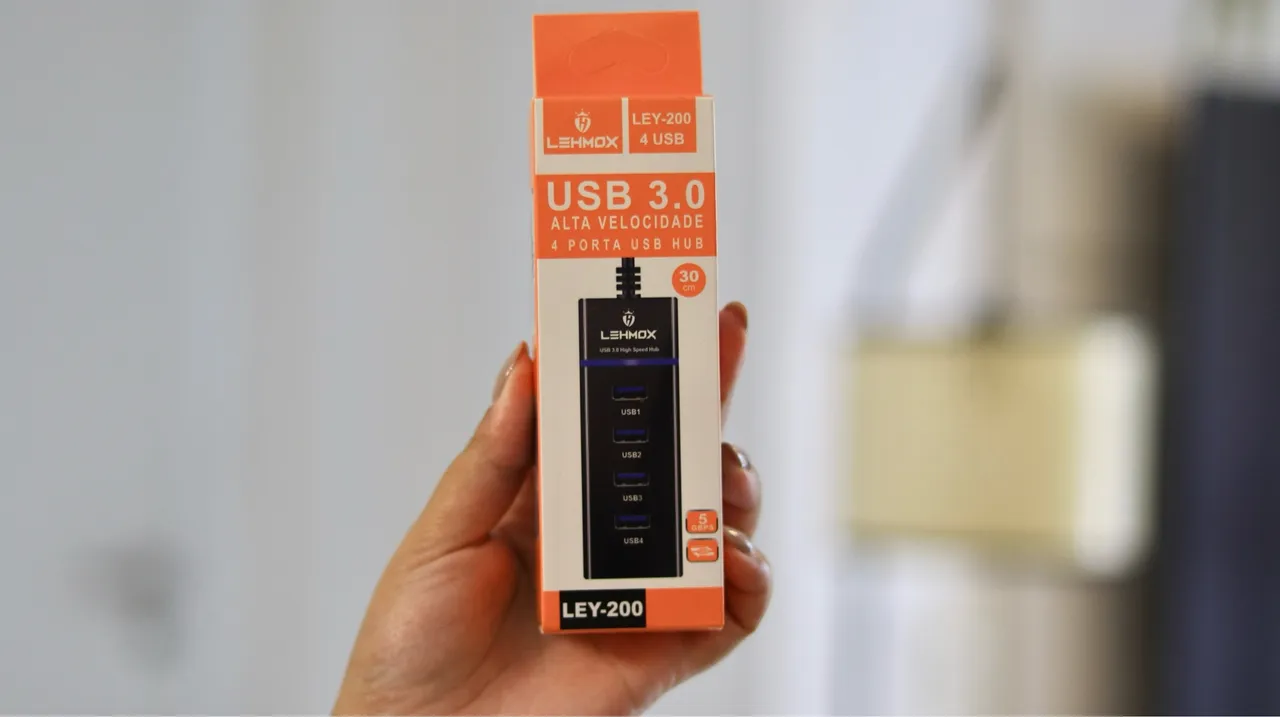 LEHMOX
LEY-200
4 USB
USB 3.0
ALTA VELOCIDADE
4 PORTA USB HUB
30
cm
LEHMOX
USB 3.0 High Speed Hub
USB1
USB2
USB3
USB4
5
GBPS
LEY-200